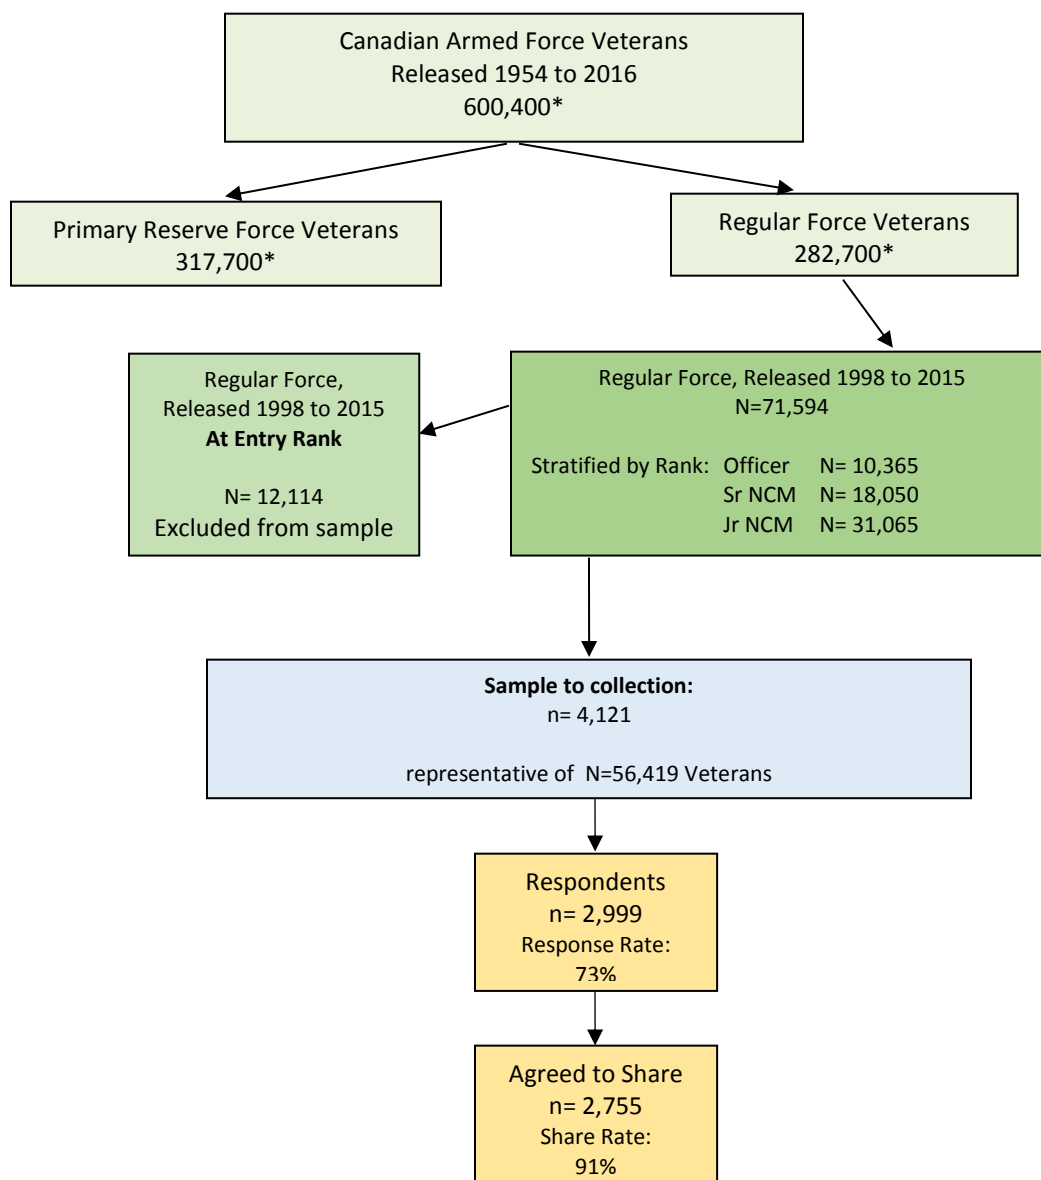 Canadian Armed Force Veterans
Released 1954 to 2016
600,400*
Primary Reserve Force Veterans
317,700*
Regular Force Veterans
282,700*
Regular Force,
Released 1998 to 2015
At Entry Rank
N= 12,114
Excluded from sample
Regular Force, Released 1998 to 2015
N=71,594
Stratified by Rank: Officer N= 10,365
Sr NCM N= 18,050
Jr NCM N= 31,065
Sample to collection:
n= 4,121
representative of N=56,419 Veterans
Respondents
n= 2,999
Response Rate:
73%
Agreed to Share
n= 2,755
Share Rate:
91%